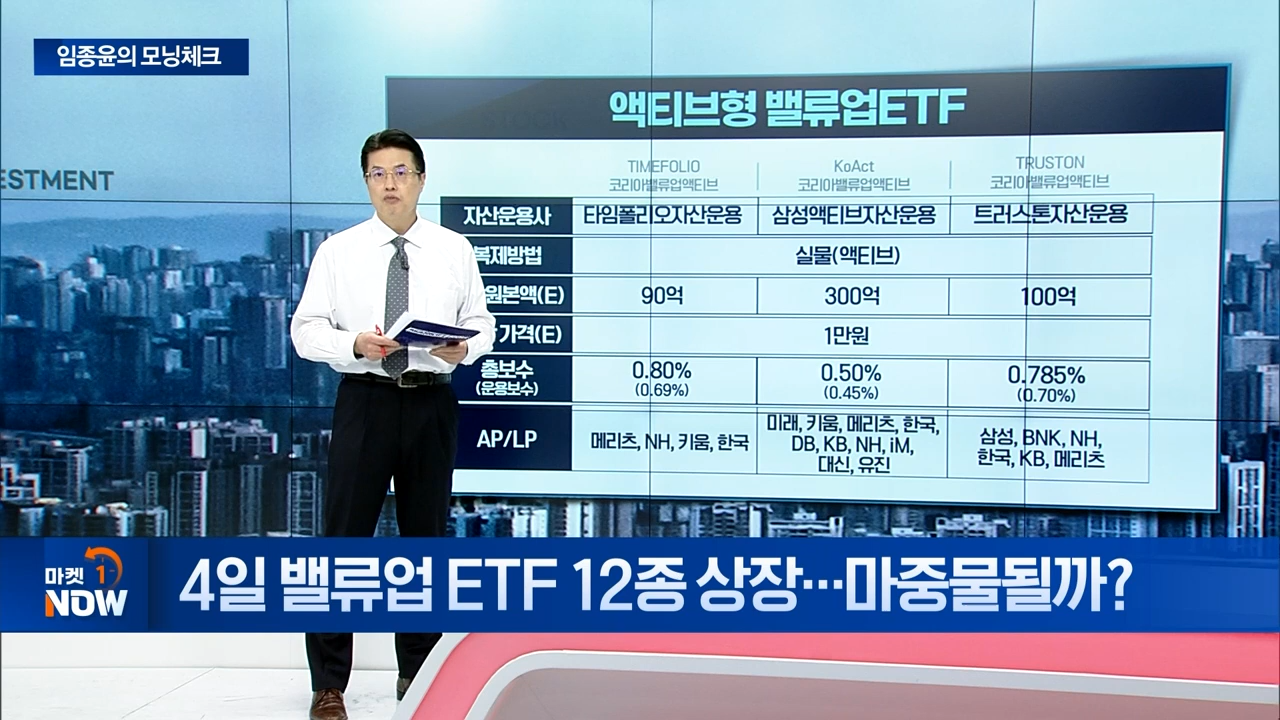 임종윤의 모닝체크
ESTMENT
액티브형 밸류업ETF
TIMEFOLIO
코리아밸류업액티브
KoAct
코리아밸류업액티브
TRUSTON
코리아밸류업액티브
자산운용사 타임폴리오자산운용 삼성액티브자산운용 트러스톤자산운용
복제방법 실물(액티브)
원본액(E) 90억 300억 100억
가격(E) 1만원
총보수
(운용보수)
0.80%
(0.69%)
0.50%
(0.45%)
0.785%
(0.70%)
AP/LP
메리츠, NH, 키움, 한국
미래, 키움, 메리츠, 한국,
DB, KB, NH, iM,
대신, 유진
삼성, BNK, NH,
한국, KB, 메리츠
마켓 1
NOW
4일 밸류업 ETF 12종 상장…마중물될까?